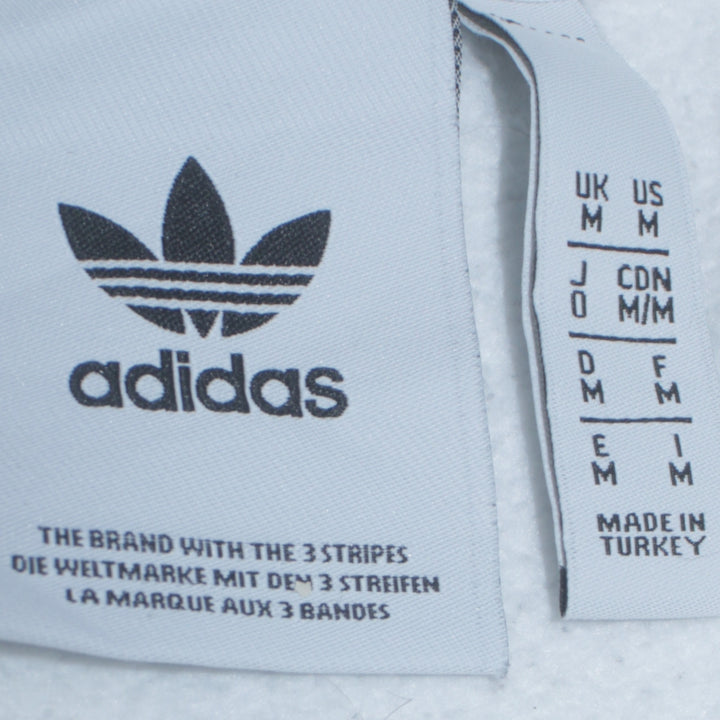 adidas
THE BRAND WITH THE 3 STRIPES
DIE WELTMARKE MIT DEN 3 STREIFEN
LA MARQUE AUX 3 BANDES
UK US
M M
J CDN
O M/M
D F
M M
E I
M M
MADE IN
TURKEY